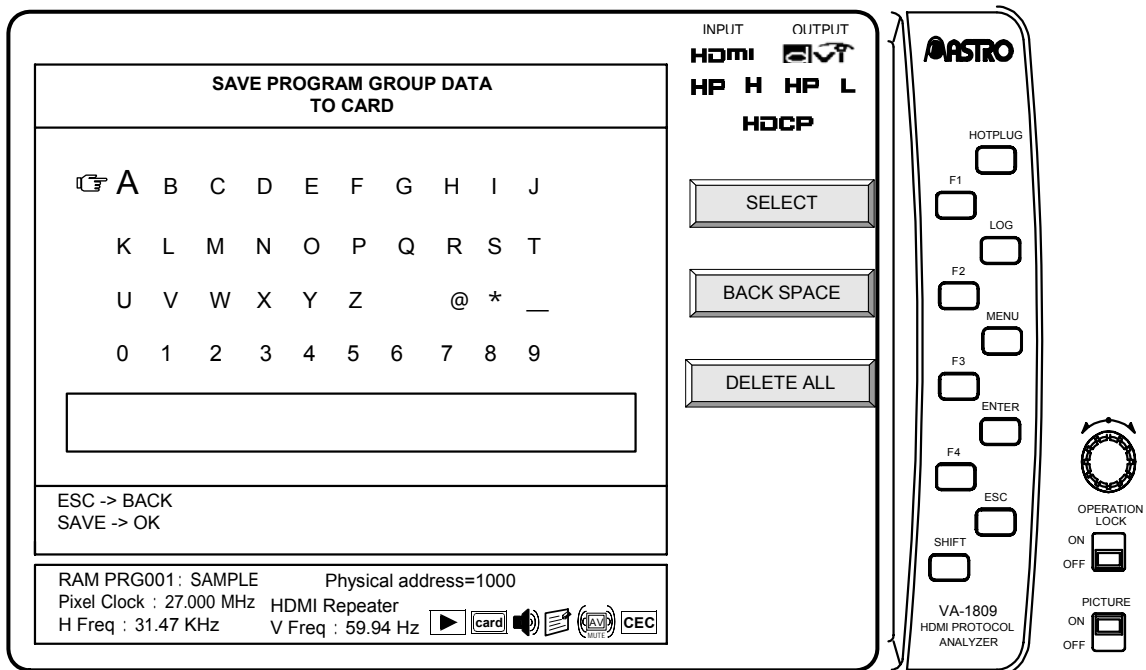 SAVE PROGRAM GROUP DATA
TO CARD
A B C D E F G H I J
K L M N O P Q R S T
U V W X Y Z @ * _
0 1 2 3 4 5 6 7 8 9
ESC -> BACK
SAVE -> OK
RAM PRG001 : SAMPLE Physical address=1000
Pixel Clock : 27.000 MHz HDMI Repeater
H Freq : 31.47 KHz V Freq : 59.94 Hz card AV MUTE CEC
INPUT OUTPUT
HDMI DVI
HP H HP L
HDCP
SELECT
BACK SPACE
DELETE ALL
ASTRO
HOTPLUG
F1
LOG
F2
MENU
F3
ENTER
F4
ESC
SHIFT
VA-1809
HDMI PROTOCOL
ANALYZER
OPERATION
LOCK
ON
OFF
PICTURE
ON
OFF